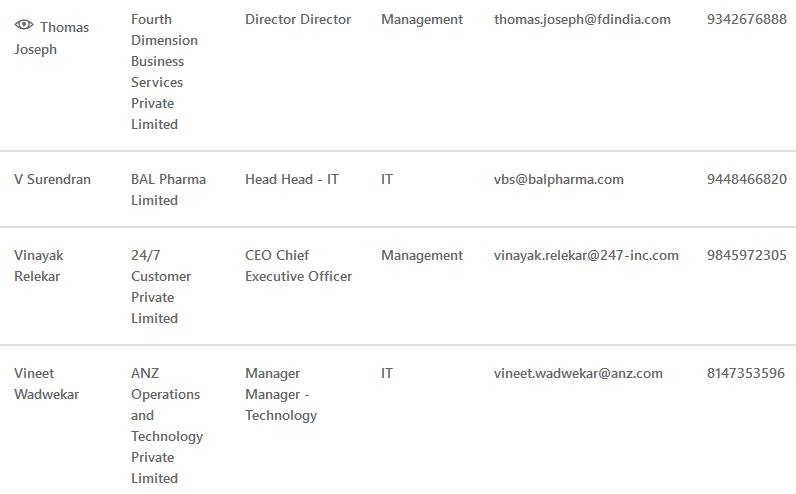 Thomas Joseph
Fourth Dimension Business Services Private Limited
Director Director
Management
thomas.joseph@fdindia.com
9342676888
V Surendran
BAL Pharma Limited
Head Head - IT
IT
vbs@balpharma.com
9448466820
Vinayak Relekar
24/7 Customer Private Limited
CEO Chief Executive Officer
Management
vinayak.relekar@247-inc.com
9845972305
Vineet Wadwekar
ANZ Operations and Technology Private Limited
Manager Manager - Technology
IT
vineet.wadwekar@anz.com
8147353596